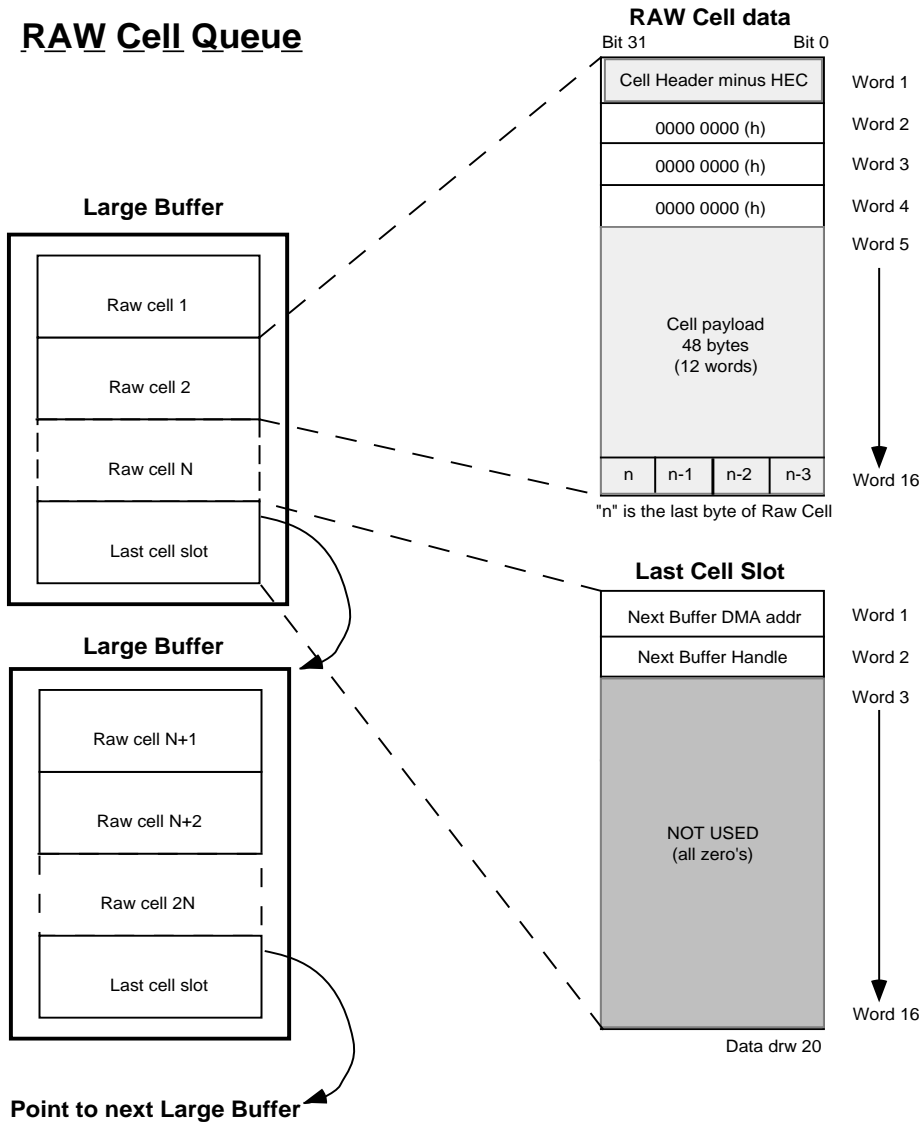 RAW Cell Queue
RAW Cell data
Bit 31 Bit 0
Cell Header minus HEC Word 1
0000 0000 (h) Word 2
0000 0000 (h) Word 3
0000 0000 (h) Word 4
Word 5
Cell payload
48 bytes
(12 words)
n n-1 n-2 n-3 Word 16
"n" is the last byte of Raw Cell
Large Buffer
Raw cell 1
Raw cell 2
Raw cell N
Last cell slot
Large Buffer
Raw cell N+1
Raw cell N+2
Raw cell 2N
Last cell slot
Point to next Large Buffer
Last Cell Slot
Next Buffer DMA addr Word 1
Next Buffer Handle Word 2
Word 3
NOT USED
(all zero's)
Word 16
Data drw 20